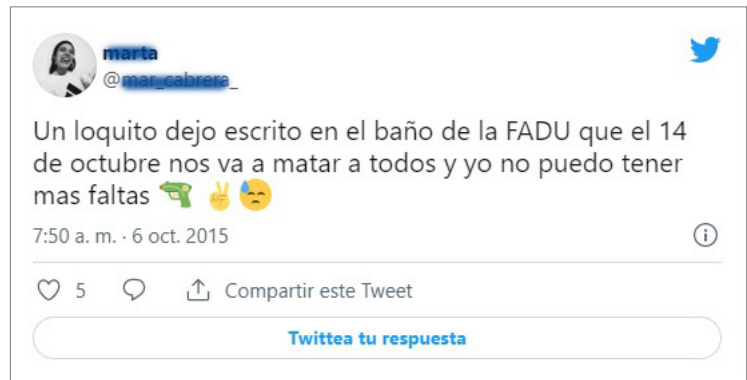 Un loquito dejo escrito en el baño de la FADU que el 14
de octubre nos va a matar a todos y yo no puedo tener
mas faltas 🔫 ✌️😓
7:50 a. m. · 6 oct. 2015
5 Compartir este Tweet
Twittea tu respuesta